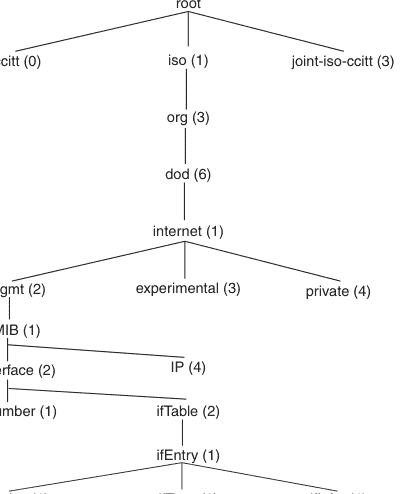 root
ccitt (0) iso (1) joint-iso-ccitt (3)
org (3)
dod (6)
internet (1)
gmt (2) experimental (3) private (4)
MIB (1)
erface (2) IP (4)
umber (1) ifTable (2)
ifEntry (1)